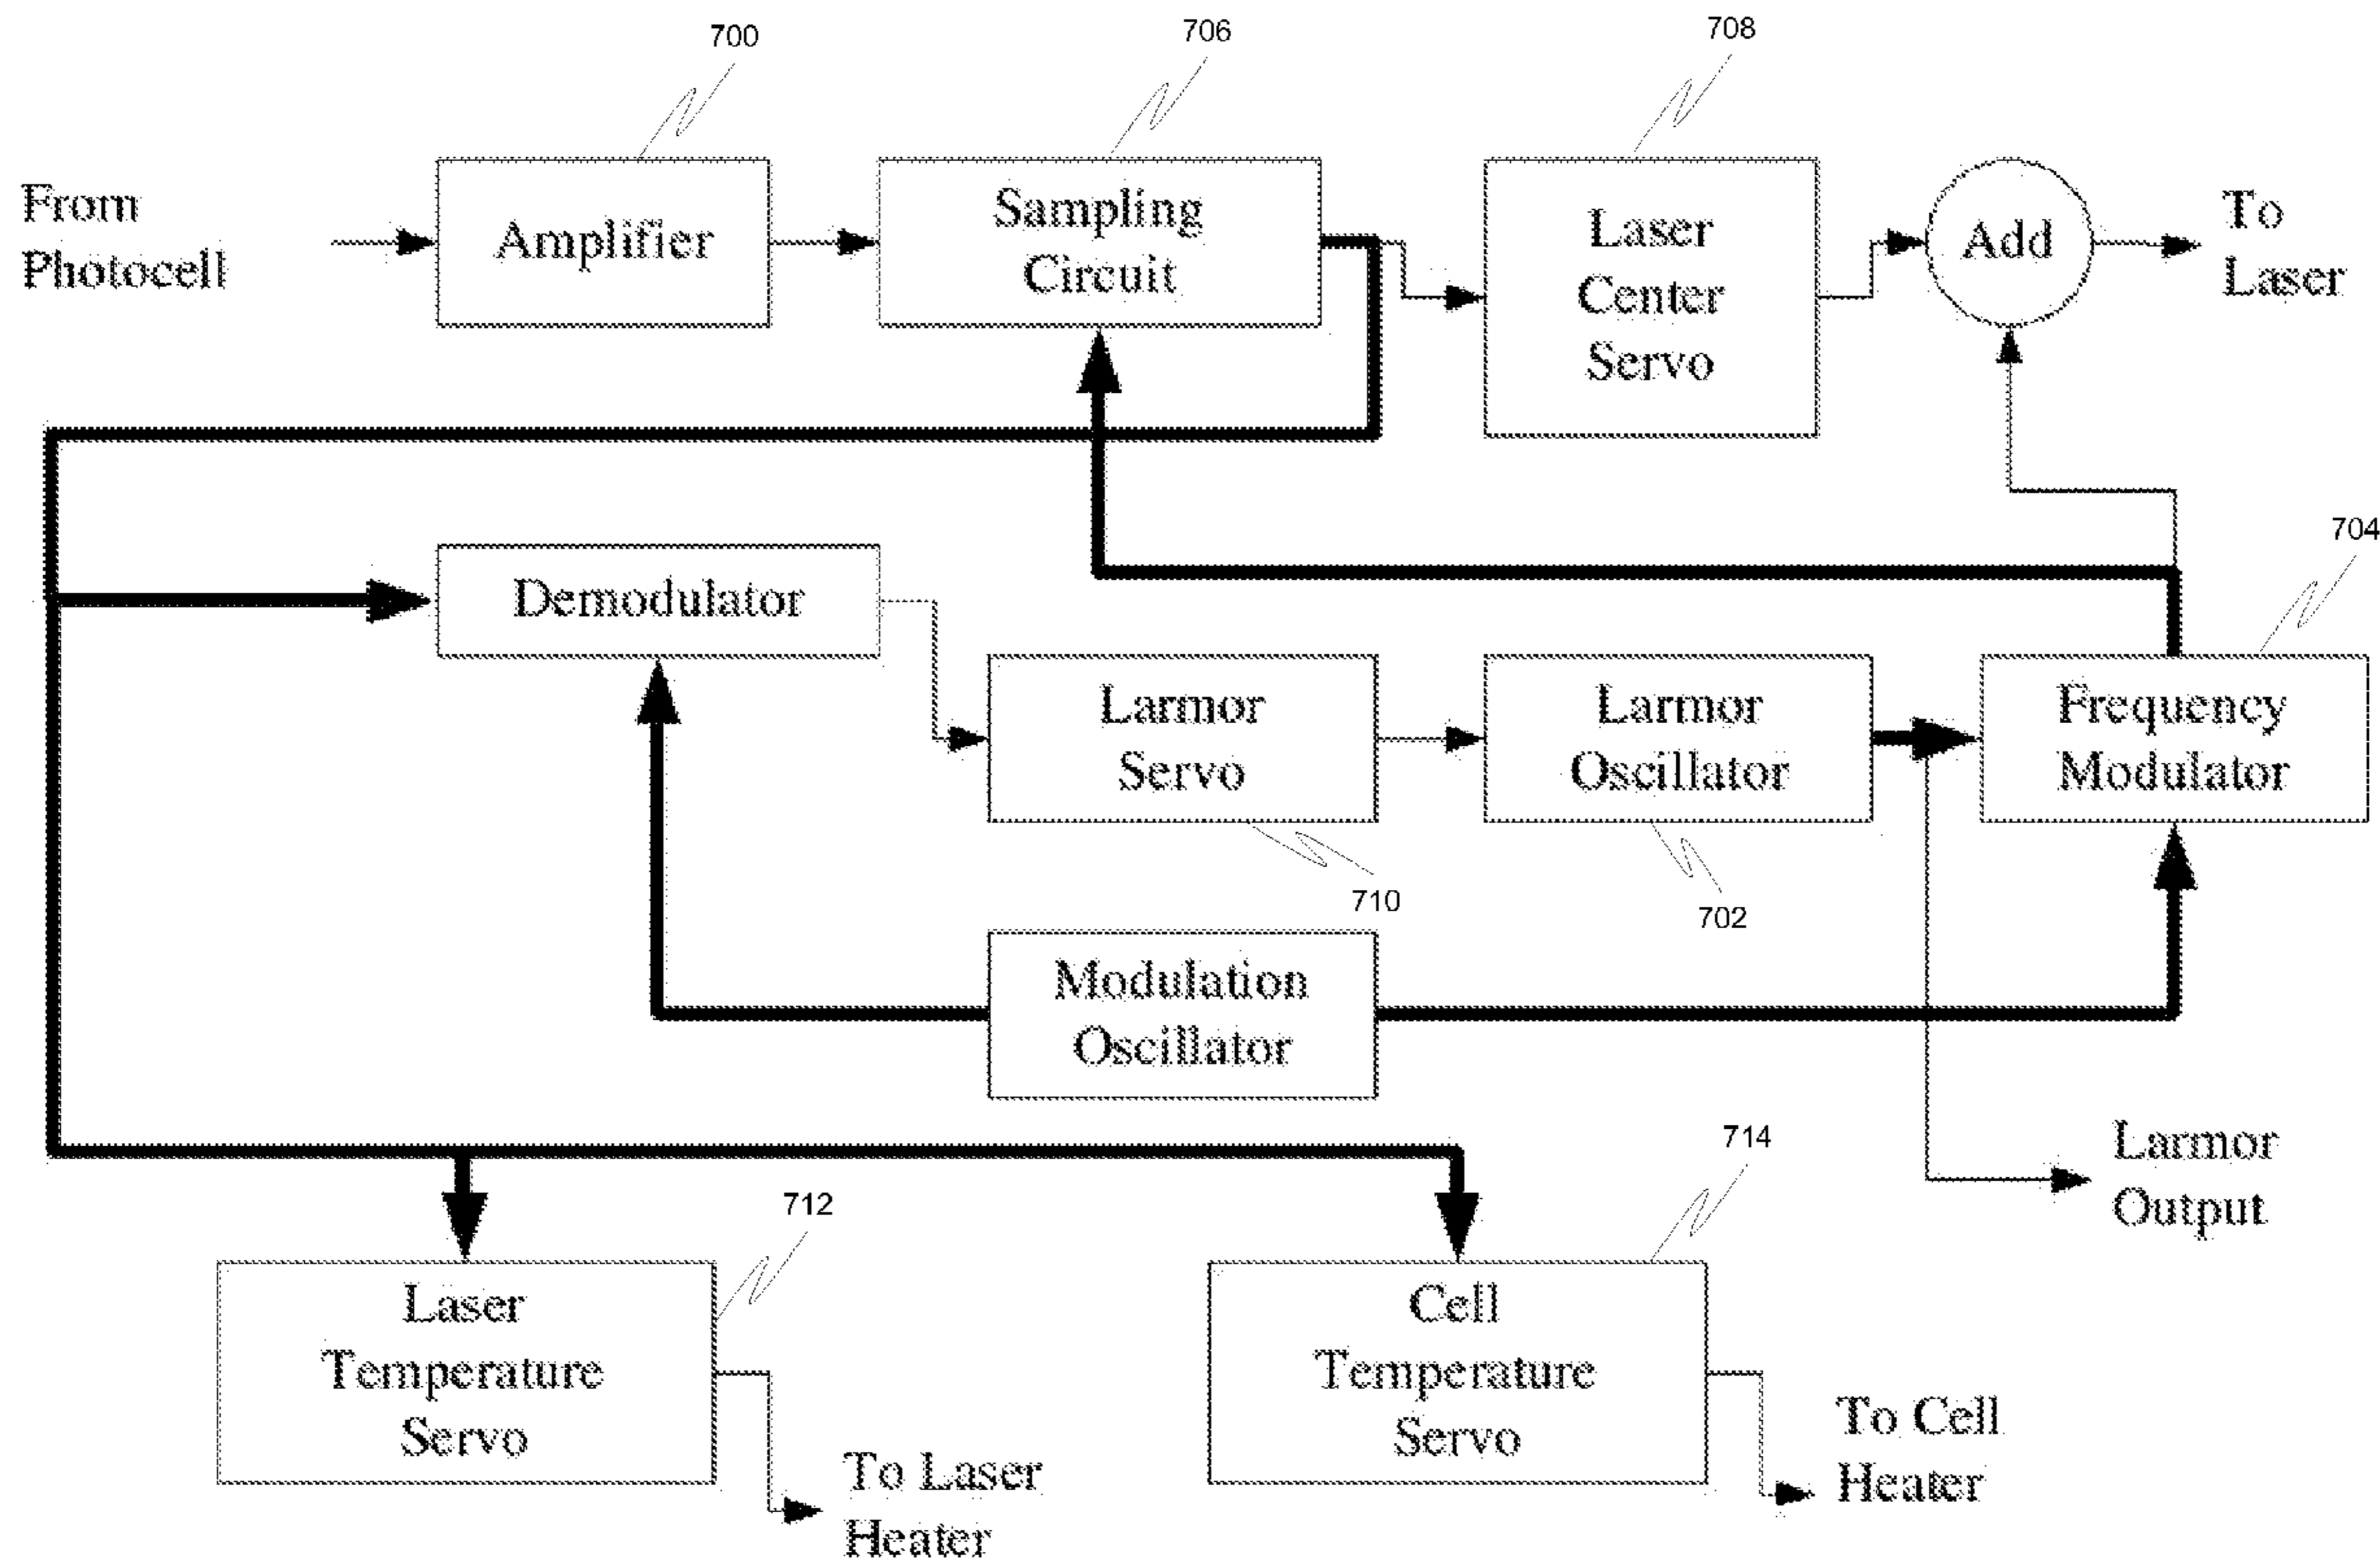 700
706
708
From
Photocell
Amplifier
Sampling
Circuit
Laser
Center
Servo
Add
To
Laser
704
Demodulator
Larmor
Servo
Larmor
Oscillator
Frequency
Modulator
710
702
Modulation
Oscillator
714
712
Larmor
Output
Laser
Temperature
Servo
Cell
Temperature
Servo
To Laser
Heater
To Cell
Heater